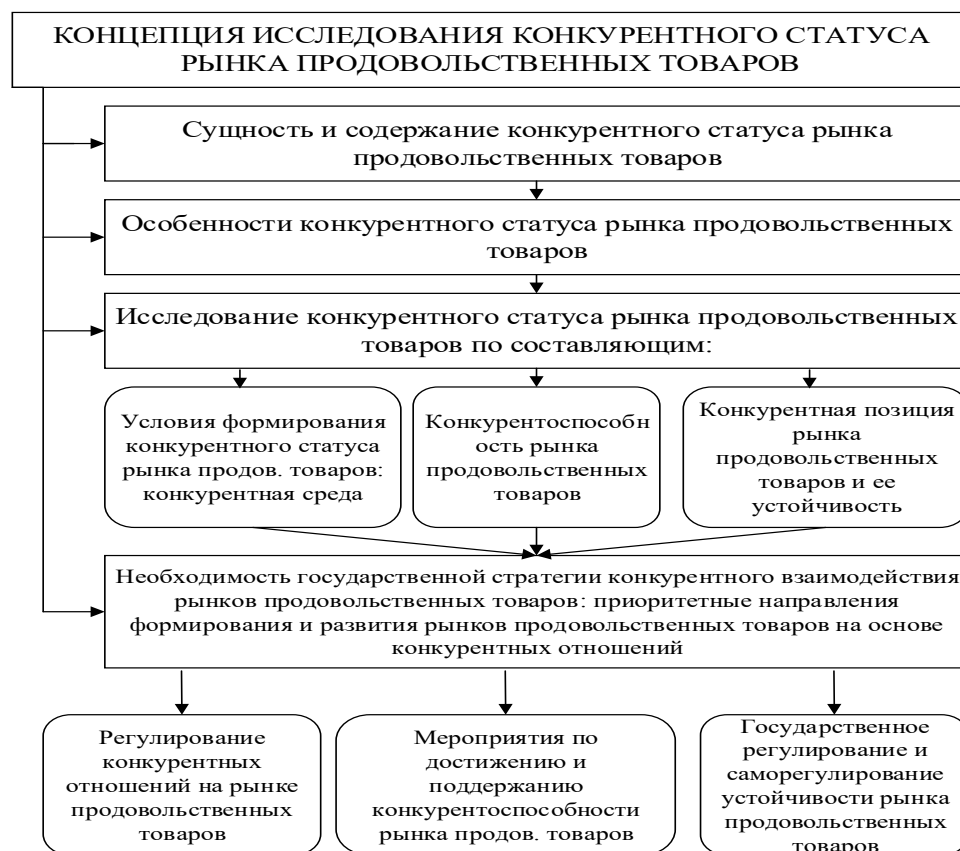 КОНЦЕПЦИЯ ИССЛЕДОВАНИЯ КОНКУРЕНТНОГО СТАТУСА
РЫНКА ПРОДОВОЛЬСТВЕННЫХ ТОВАРОВ
Сущность и содержание конкурентного статуса рынка
продовольственных товаров
Особенности конкурентного статуса рынка продовольственных
товаров
Исследование конкурентного статуса рынка продовольственных
товаров по составляющим:
Условия формирования
конкурентного статуса
рынка продов. товаров:
конкурентная среда
Конкурентоспособн
ость рынка
продовольственных
товаров
Конкурентная позиция
рынка
продовольственных
товаров и ее
устойчивость
Необходимость государственной стратегии конкурентного взаимодействия
рынков продовольственных товаров: приоритетные направления
формирования и развития рынков продовольственных товаров на основе
конкурентных отношений
Регулирование
конкурентных
отношений на рынке
продовольственных
товаров
Мероприятия по
достижению и
поддержанию
конкурентоспособности
рынка продов. товаров
Государственное
регулирование и
саморегулирование
устойчивости рынка
продовольственных
товаров